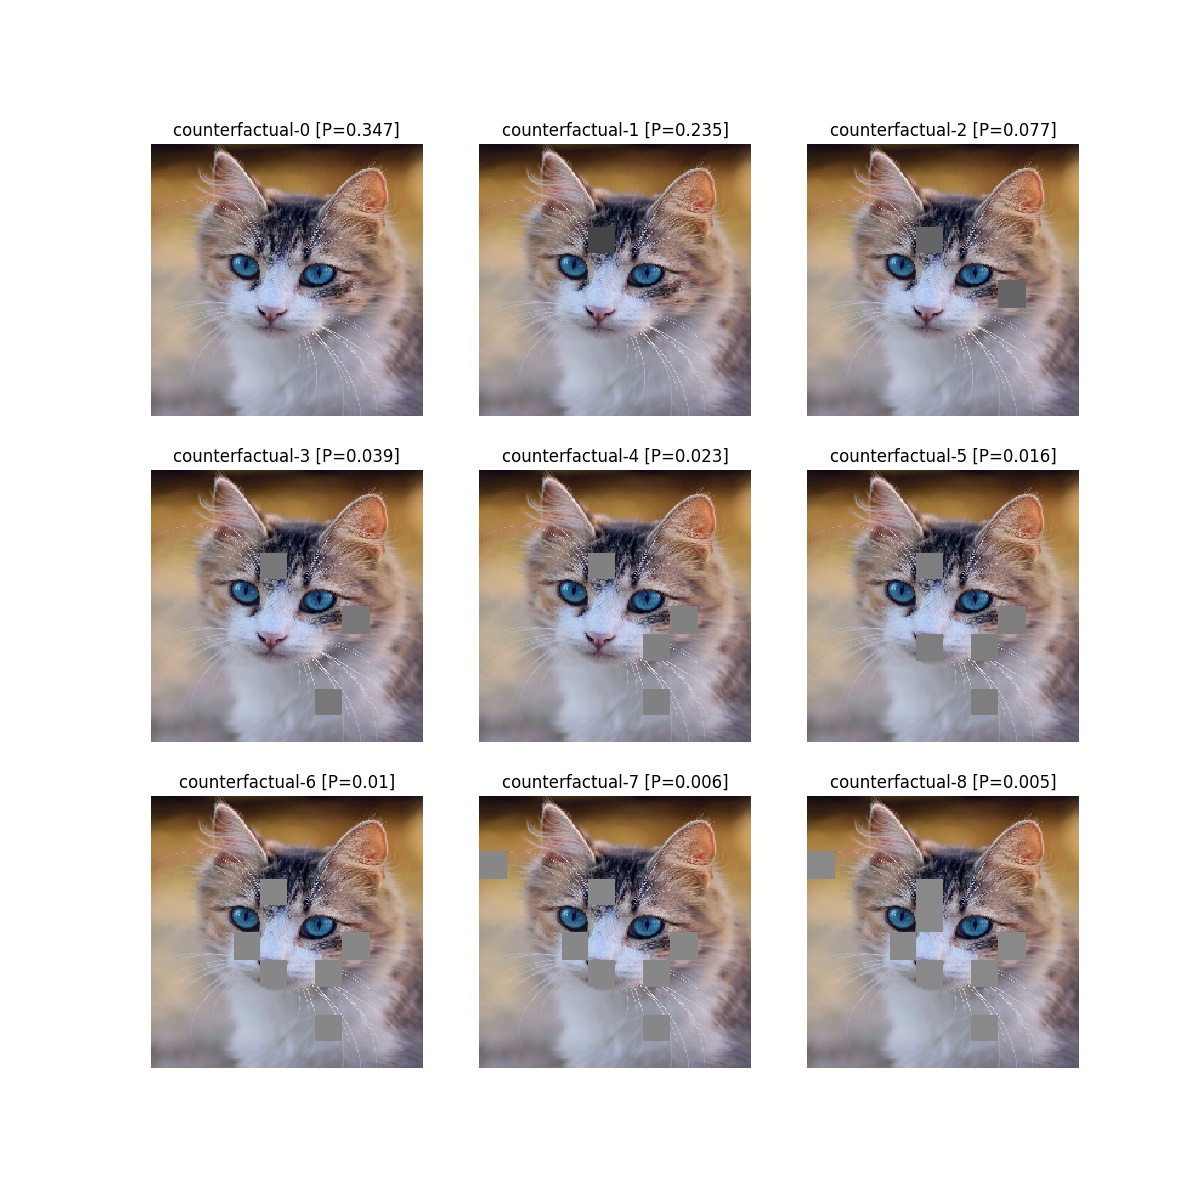 counterfactual-0 [P=0.347]
counterfactual-1 [P=0.235]
counterfactual-2 [P=0.077]
counterfactual-3 [P=0.039]
counterfactual-4 [P=0.023]
counterfactual-5 [P=0.016]
counterfactual-6 [P=0.01]
counterfactual-7 [P=0.006]
counterfactual-8 [P=0.005]